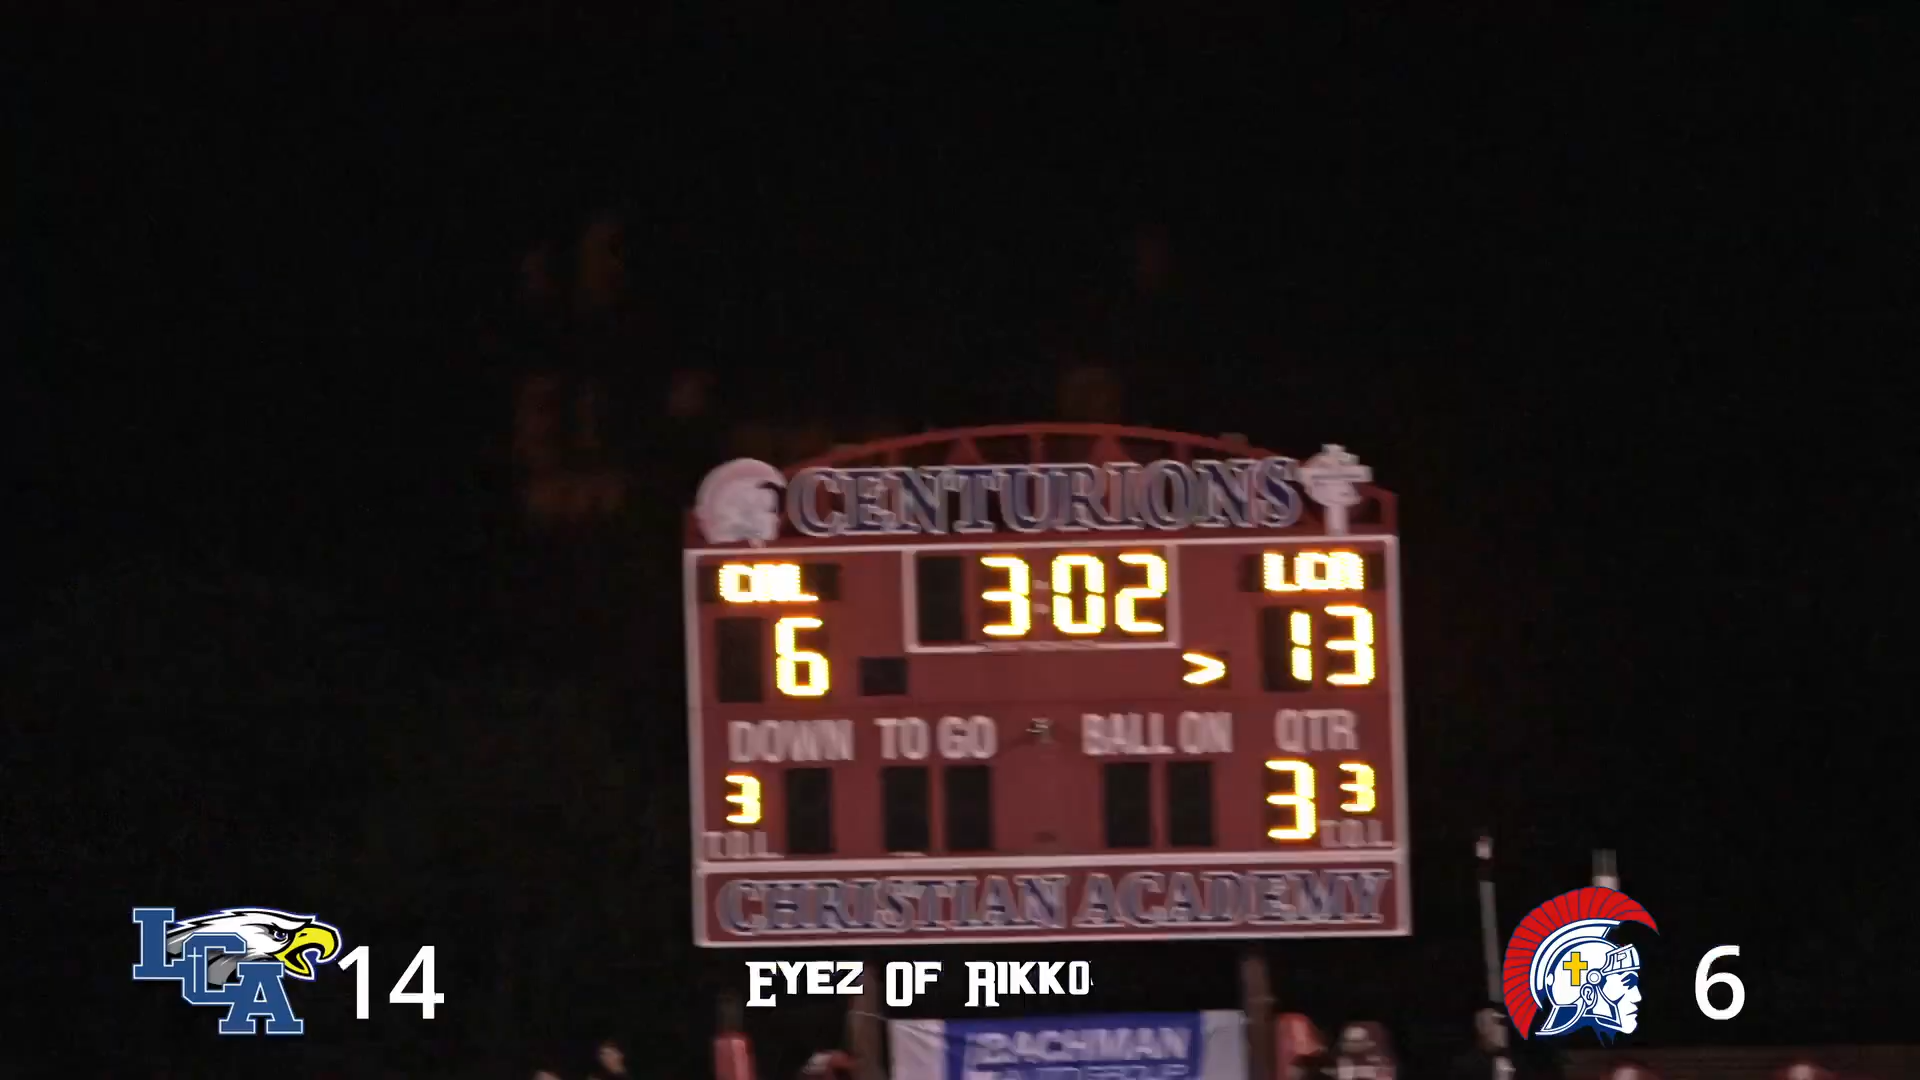 CENTURIONS
CAL 3:02 LCA
6 > 13
DOWN TO GO BALL ON QTR
3 3 3
T.O.L. T.O.L.
CHRISTIAN ACADEMY
LCA 14 EYEZ OF RIKKO 6
BACHMAN